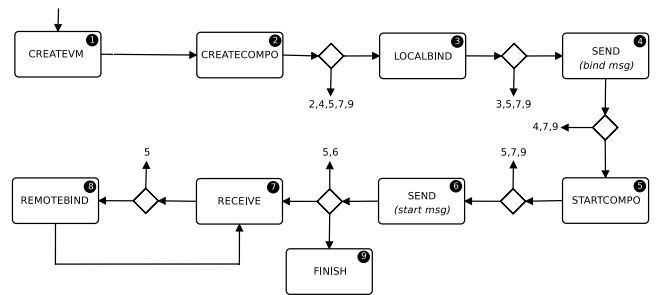 1
CREATEVM
2
CREATECOMPO
3
LOCALBIND
4
SEND
(bind msg)
2,4,5,7,9
3,5,7,9
4,7,9
5
5,6
5,7,9
8
REMOTEBIND
7
RECEIVE
6
SEND
(start msg)
5
STARTCOMPO
9
FINISH